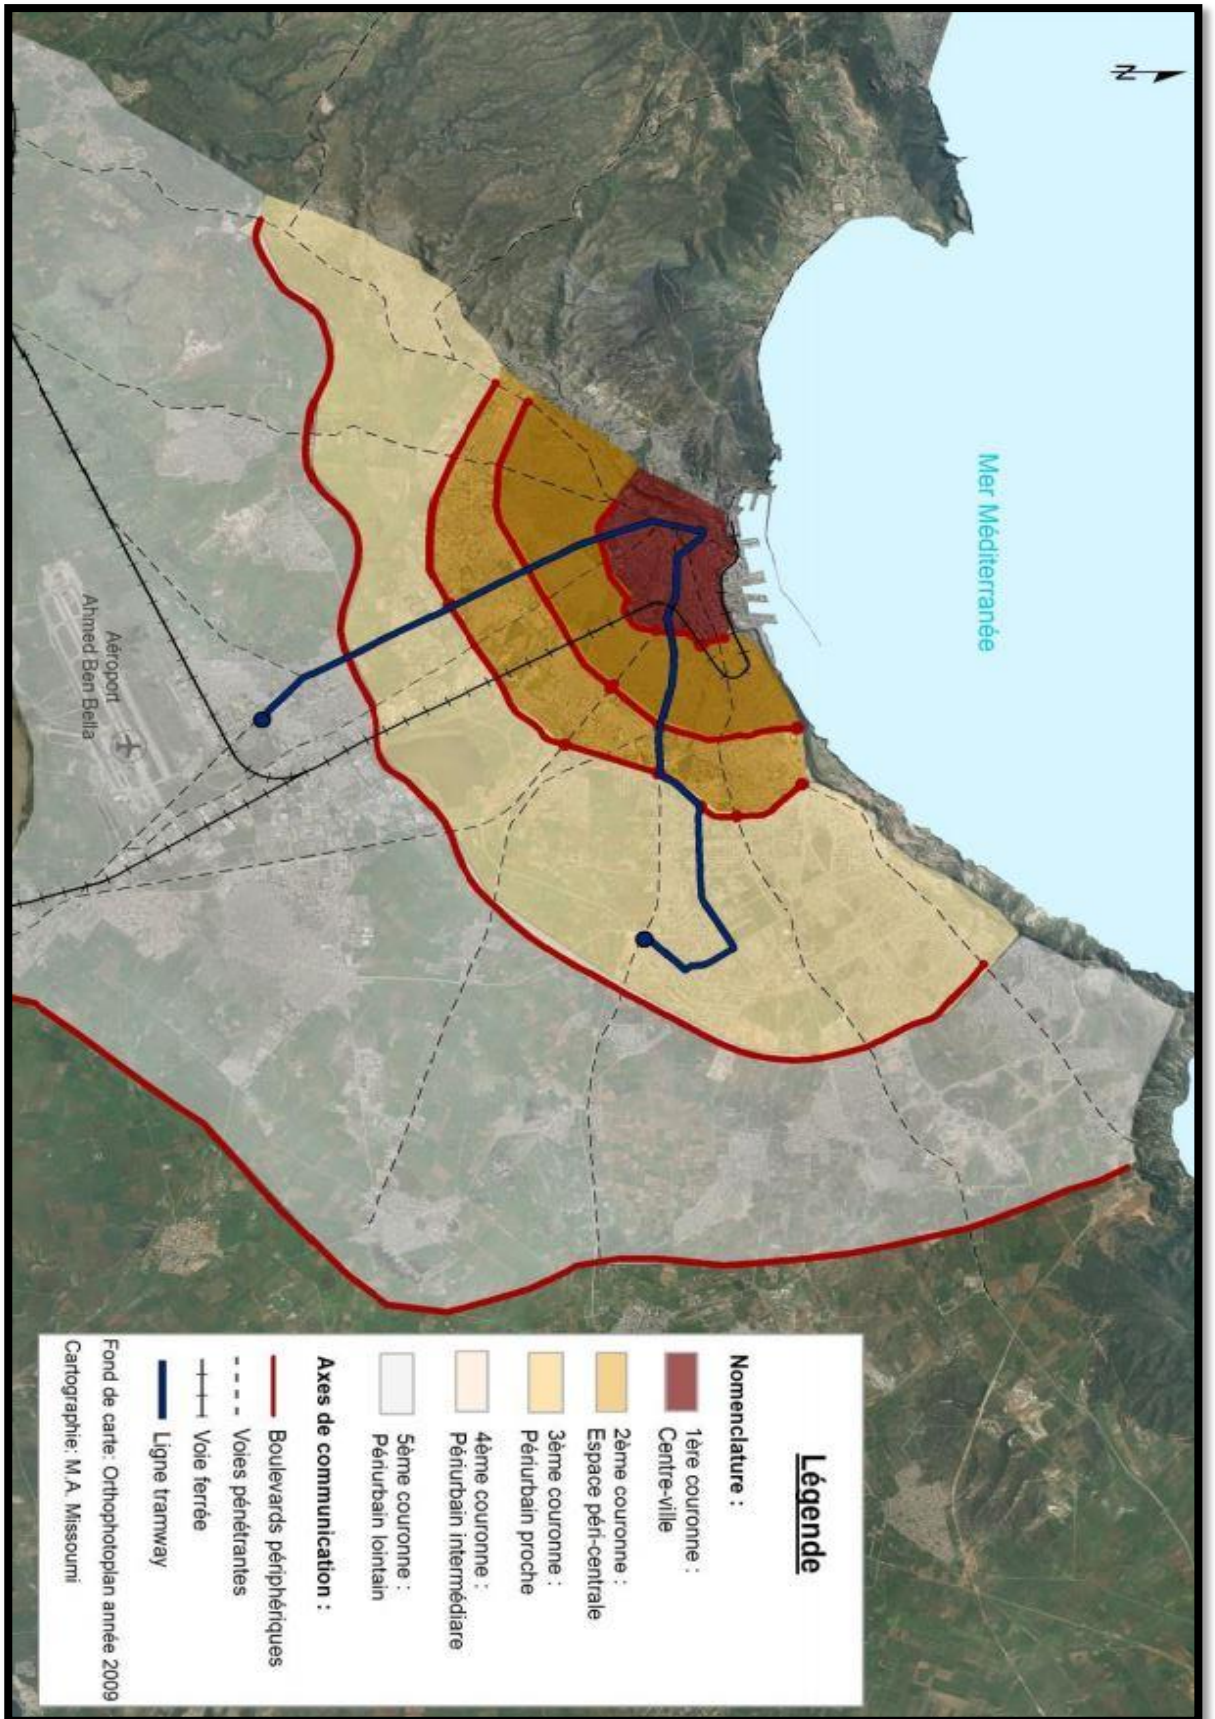 N
Mer Méditerranée
Aéroport
Ahmed Ben Bella
Légende
Nomenclature :
1ère couronne :
Centre-ville
2ème couronne :
Espace péri-centrale
3ème couronne :
Périurbain proche
4ème couronne :
Périurbain intermédiare
5ème couronne :
Périurbain lointain
Axes de communication :
Boulevards périphériques
Voies pénétrantes
Voie ferrée
Ligne tramway
Fond de carte: Orthophotoplan année 2009
Cartographie: M.A. Missoumi